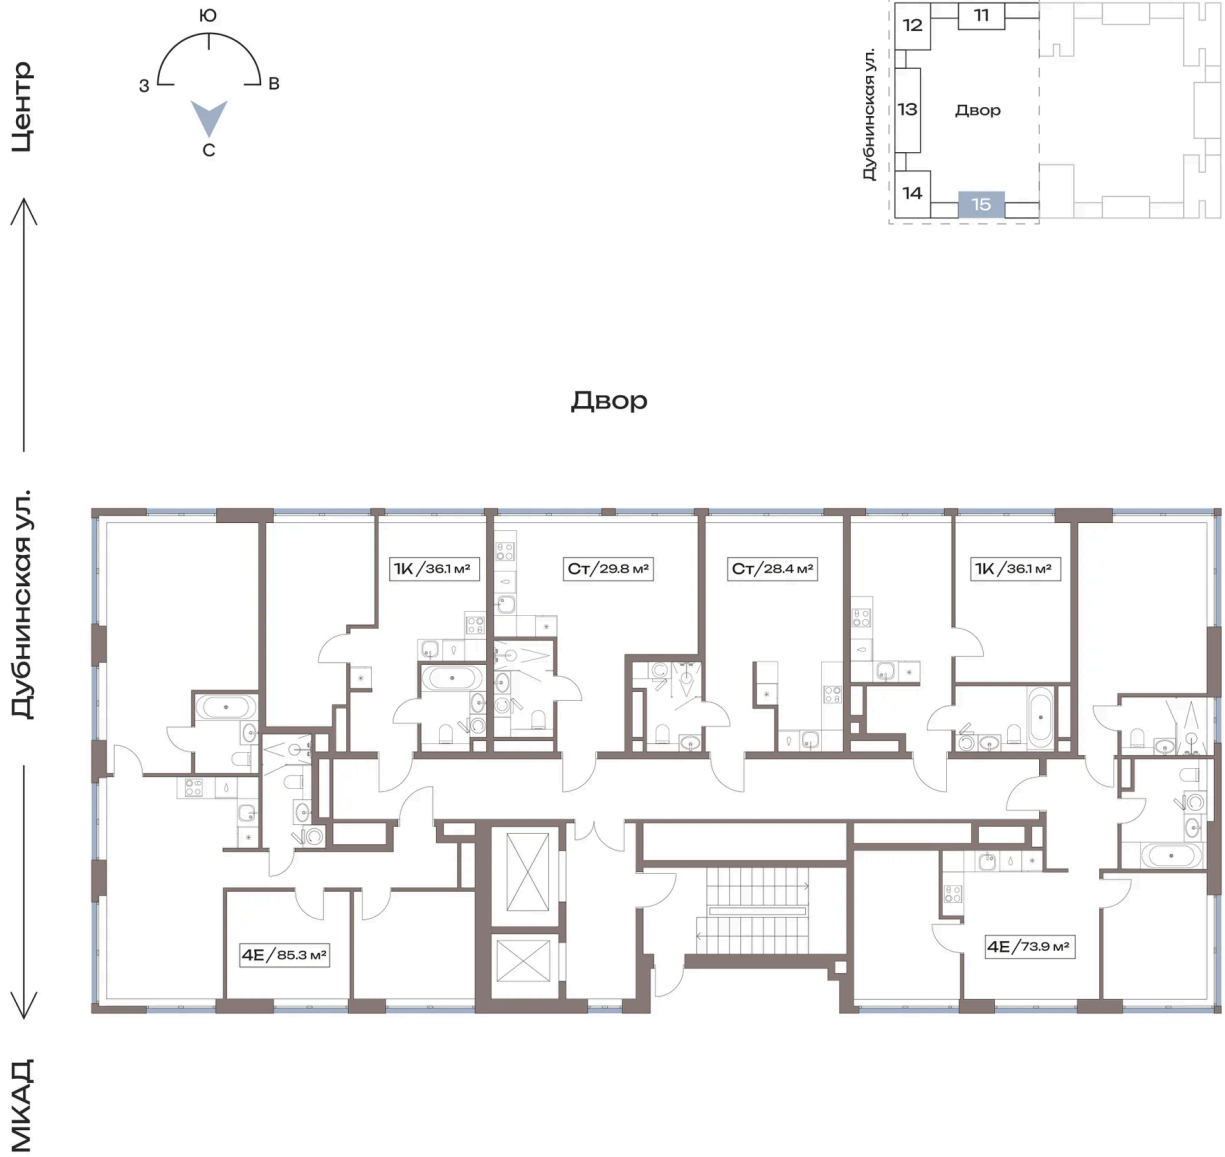 Ю
З
В
С
Центр
Дубнинская ул.
МКАД
12
11
13
Двор
14
15
Дубнинская ул.
Двор
1К / 36.1 м²
Ст / 29.8 м²
Ст / 28.4 м²
1К / 36.1 м²
4Е / 85.3 м²
4Е / 73.9 м²